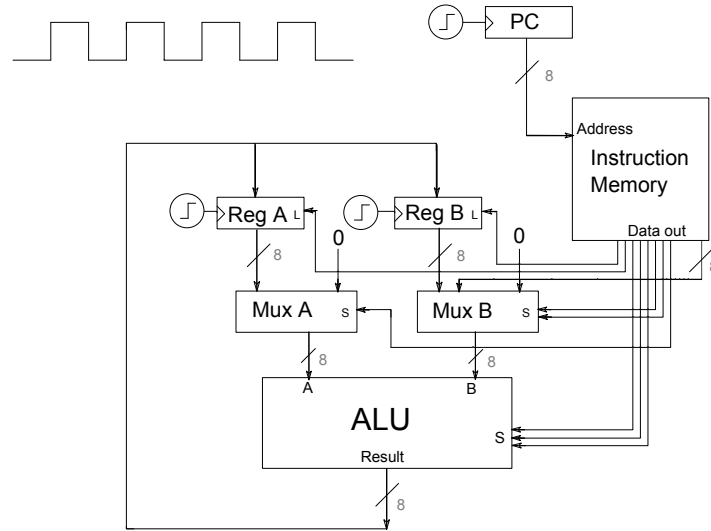 PC
8
Address
Instruction
Memory
Data out
8
Reg A L
Reg B L
0
0
8
8
Mux A S
Mux B S
8
8
A
B
ALU
S
Result
8